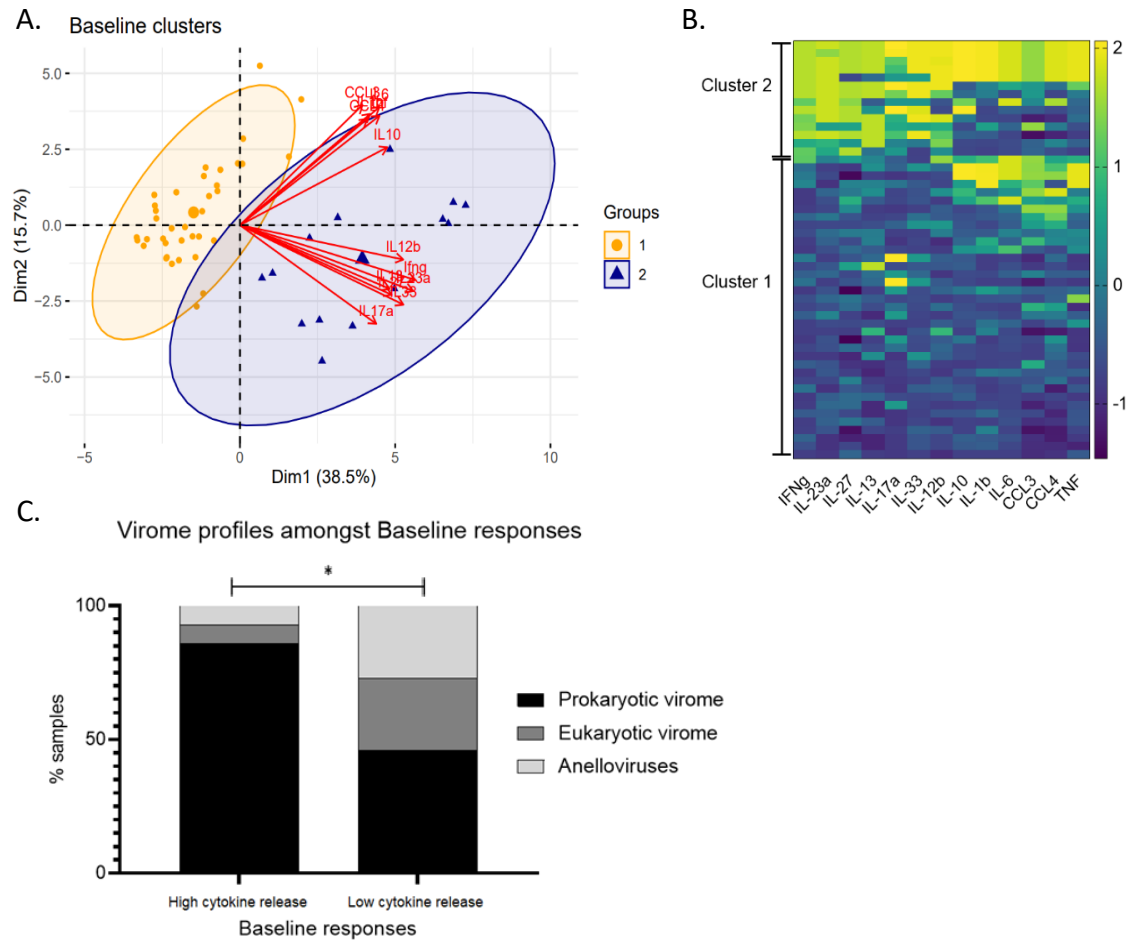 A.
Baseline clusters
5.0
2.5
0.0
−2.5
−5.0
Dim2 (15.7%)
−5
0
5
10
Dim1 (38.5%)
IL10
IL12b
Ifng
IL17a
Groups
1
2
B.
Cluster 2
Cluster 1
2
1
0
-1
IFNg
IL-23a
IL-27
IL-13
IL-17a
IL-33
IL-12b
IL-10
IL-1b
IL-6
CCL3
CCL4
TNF
C.
Virome profiles amongst Baseline responses
*
100
50
0
% samples
High cytokine release
Low cytokine release
Baseline responses
Prokaryotic virome
Eukaryotic virome
Anelloviruses